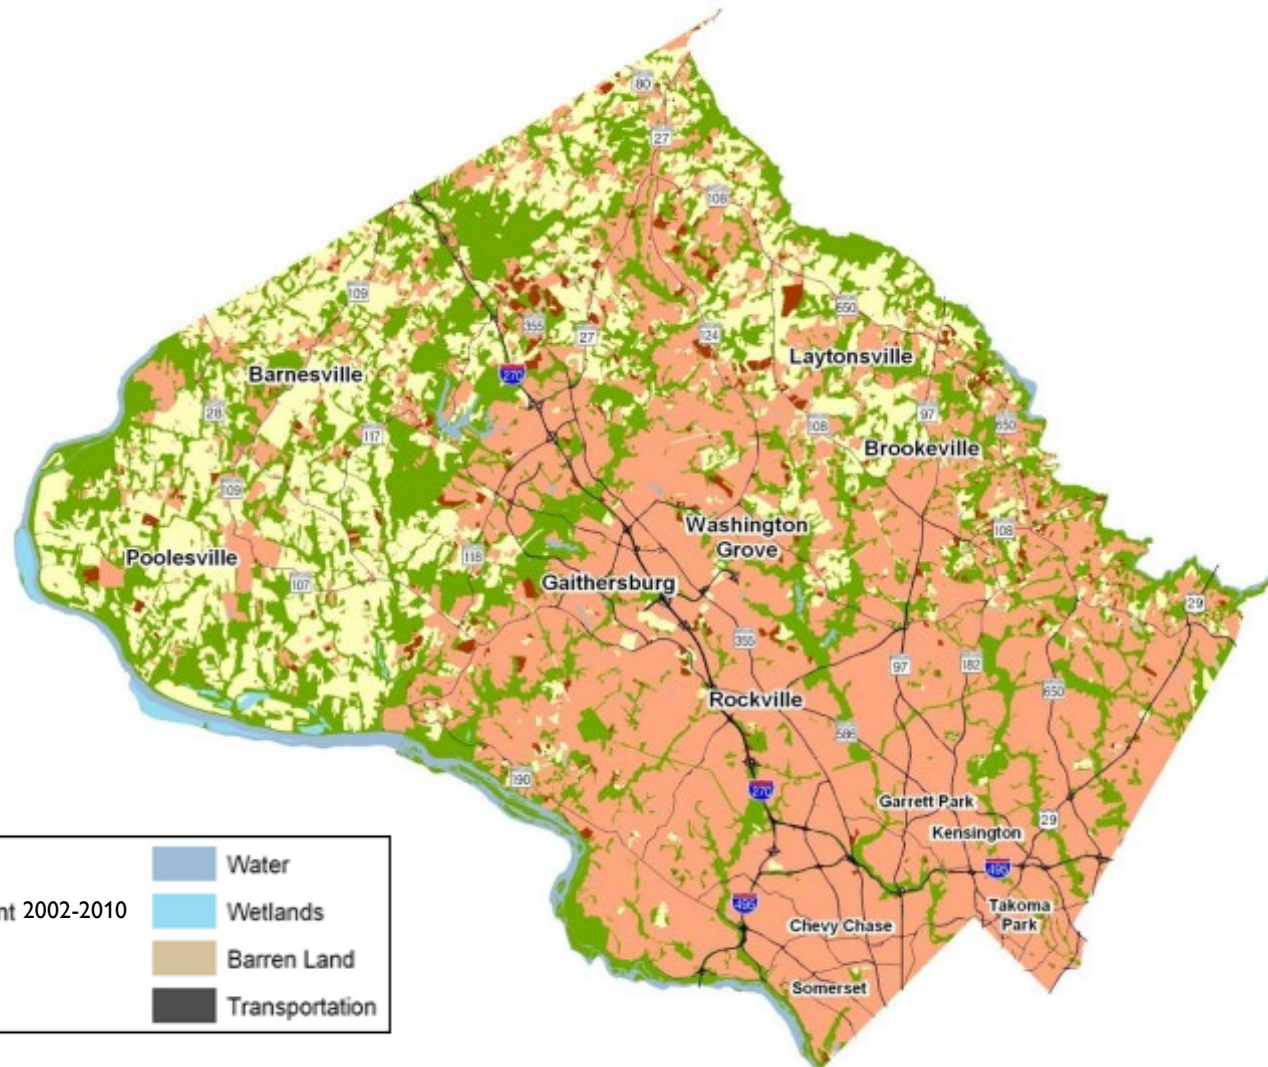 80
27
108
109
650
355
27
124
Laytonsville
270
Barnesville
28
97
108
650
117
Brookeville
109
Washington
Grove
108
118
Poolesville
107
Gaithersburg
29
355
97
182
650
Rockville
586
190
270
Garrett Park
29
Kensington
495
495
Takoma
Park
Chevy Chase
Somerset
Water
nt 2002-2010
Wetlands
Barren Land
Transportation